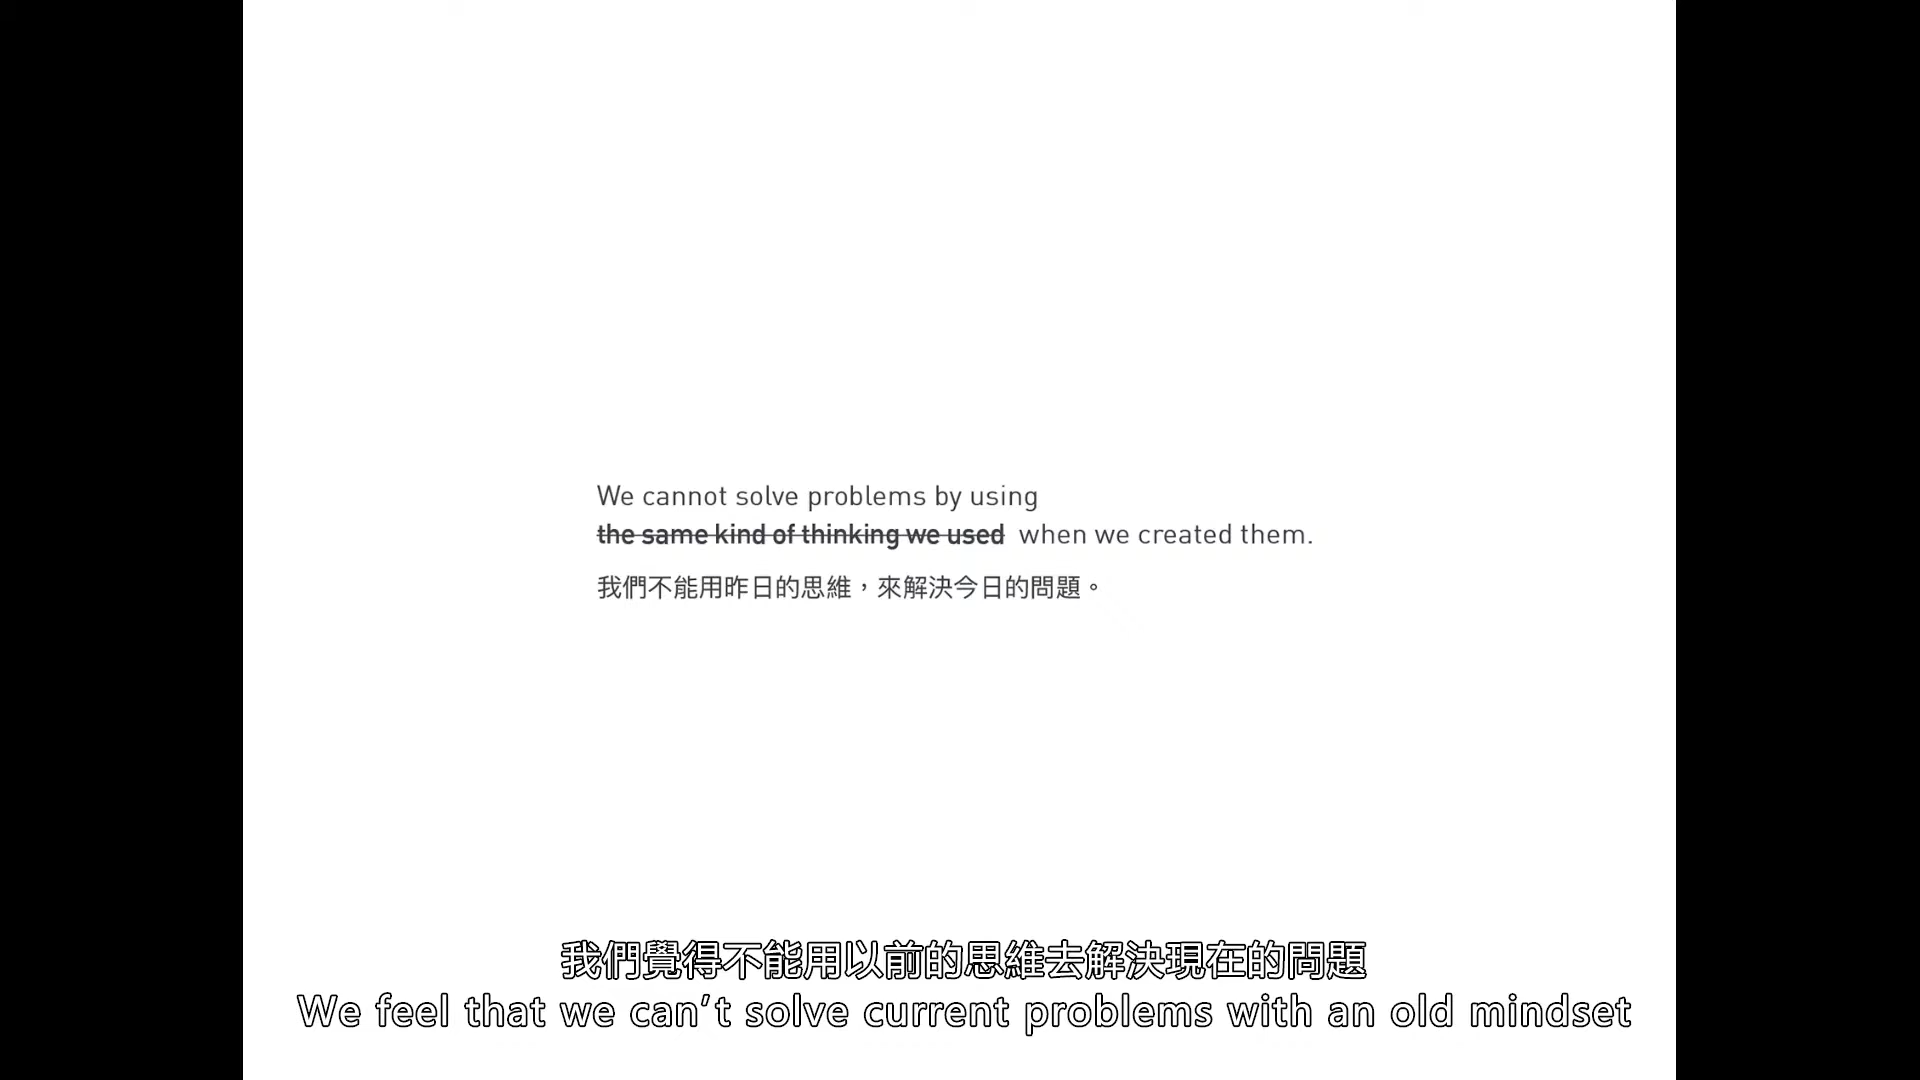 We cannot solve problems by using
the same kind of thinking we used when we created them.
我們不能用昨日的思維，來解決今日的問題。
我們覺得不能用以前的思維去解決現在的問題
We feel that we can't solve current problems with an old mindset